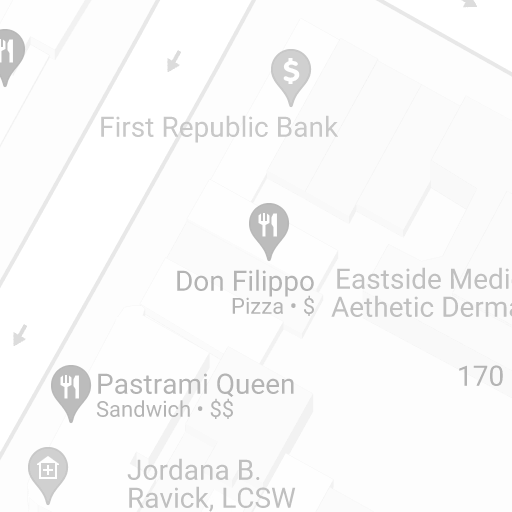 First Republic Bank
Don Filippo
Pizza • $
Eastside Medi
Aethetic Derma
170
Pastrami Queen
Sandwich • $$
Jordana B.
Ravick, LCSW